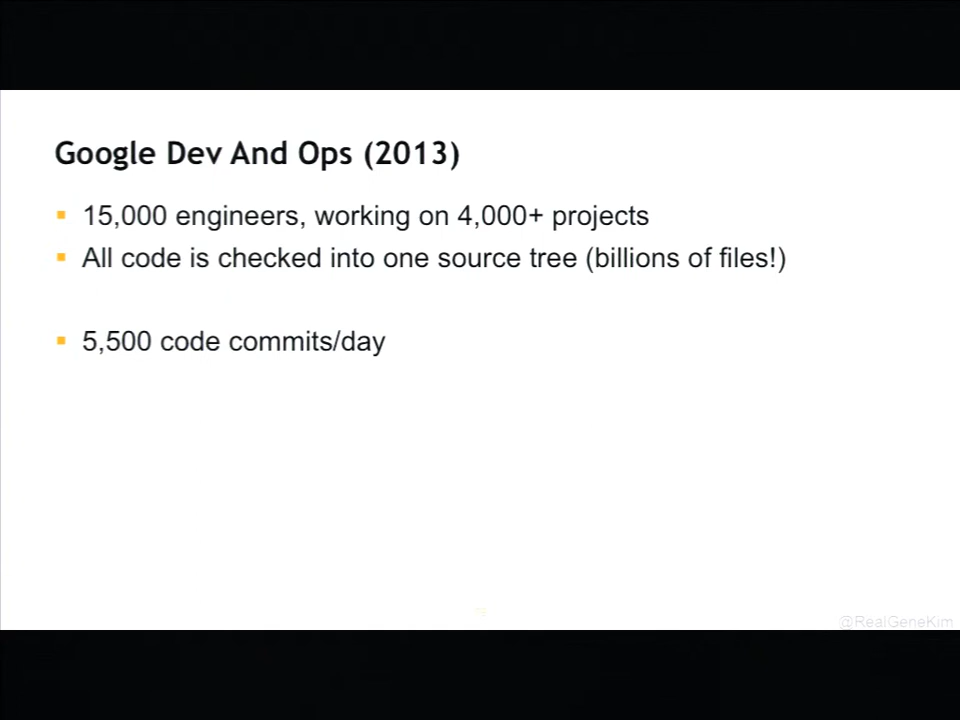 Google Dev And Ops (2013)
15,000 engineers, working on 4,000+ projects
All code is checked into one source tree (billions of files!)
5,500 code commits/day
@RealGeneKim